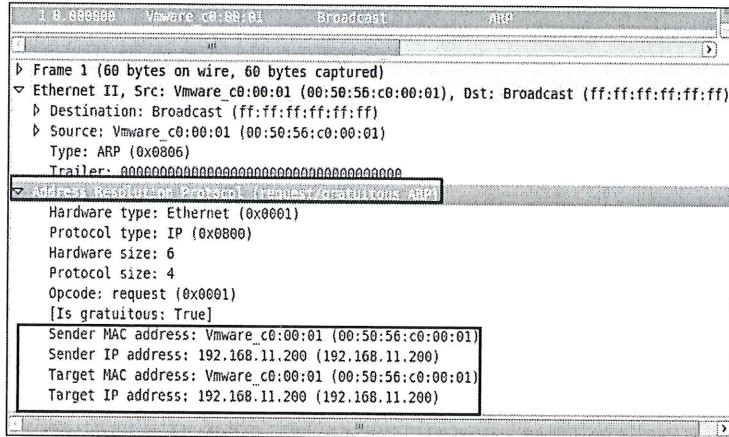 1 0.000000 Vmware_c0:00:01 Broadcast ARP
Frame 1 (60 bytes on wire, 60 bytes captured)
Ethernet II, Src: Vmware_c0:00:01 (00:50:56:c0:00:01), Dst: Broadcast (ff:ff:ff:ff:ff:ff)
Destination: Broadcast (ff:ff:ff:ff:ff:ff)
Source: Vmware_c0:00:01 (00:50:56:c0:00:01)
Type: ARP (0x0806)
Trailer: 000000000000000000000000000000000000
Address Resolution Protocol (request/gratuitous ARP)
Hardware type: Ethernet (0x0001)
Protocol type: IP (0x0800)
Hardware size: 6
Protocol size: 4
Opcode: request (0x0001)
[Is gratuitous: True]
Sender MAC address: Vmware_c0:00:01 (00:50:56:c0:00:01)
Sender IP address: 192.168.11.200 (192.168.11.200)
Target MAC address: Vmware_c0:00:01 (00:50:56:c0:00:01)
Target IP address: 192.168.11.200 (192.168.11.200)